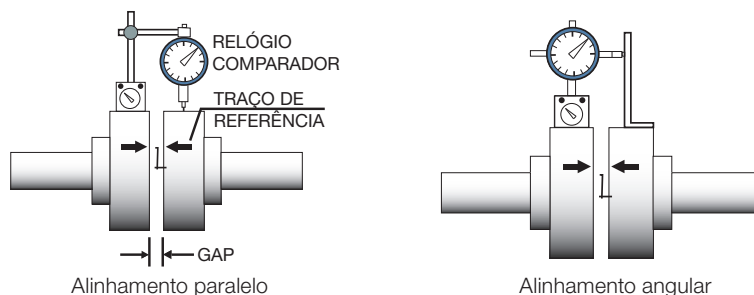 RELÓGIO
COMPARADOR
TRAÇO DE
REFERÊNCIA
GAP
Alinhamento paralelo
Alinhamento angular